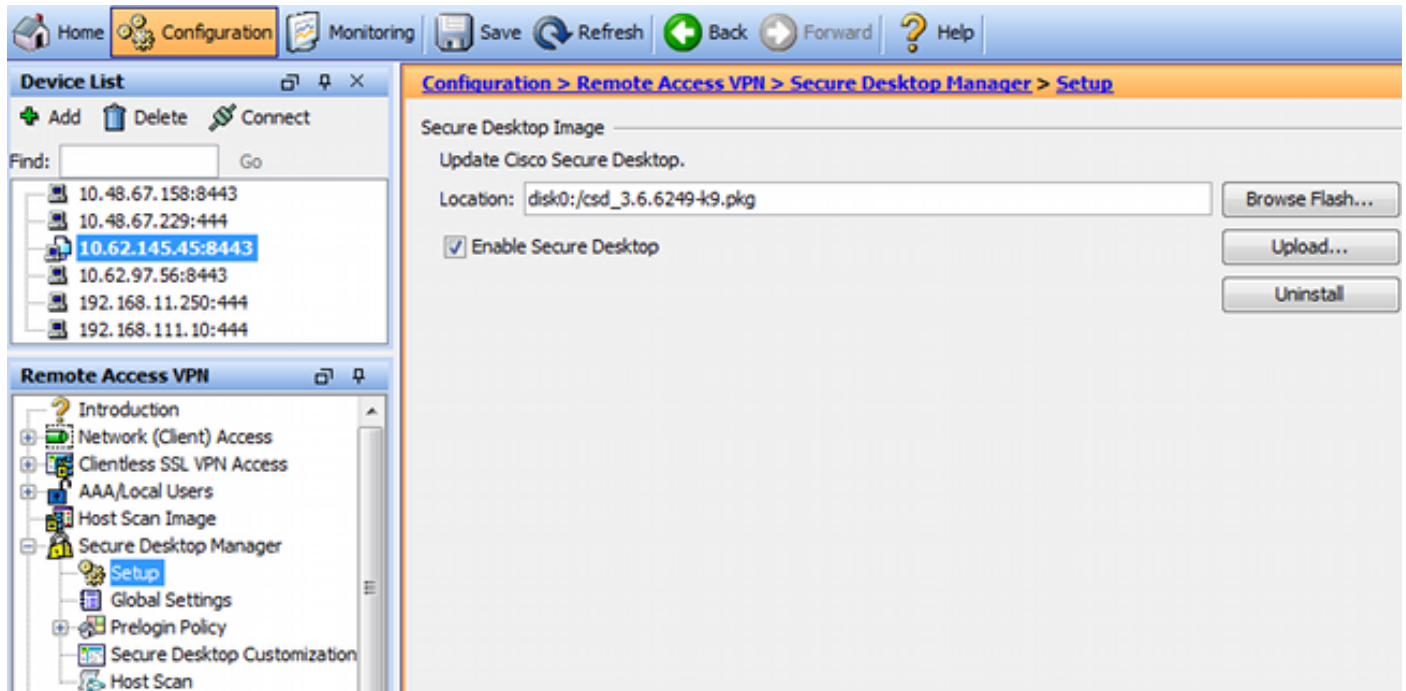 Home Configuration Monitoring Save Refresh Back Forward Help
Device List
Add Delete Connect
Find: Go
10.48.67.158:8443
10.48.67.229:444
10.62.145.45:8443
10.62.97.56:8443
192.168.11.250:444
192.168.111.10:444
Remote Access VPN
Introduction
Network (Client) Access
Clientless SSL VPN Access
AAA/Local Users
Host Scan Image
Secure Desktop Manager
Setup
Global Settings
Prelogin Policy
Secure Desktop Customization
Host Scan
Configuration > Remote Access VPN > Secure Desktop Manager > Setup
Secure Desktop Image
Update Cisco Secure Desktop.
Location: disk0:/csd_3.6.6249-k9.pkg Browse Flash...
Enable Secure Desktop Upload...
Uninstall